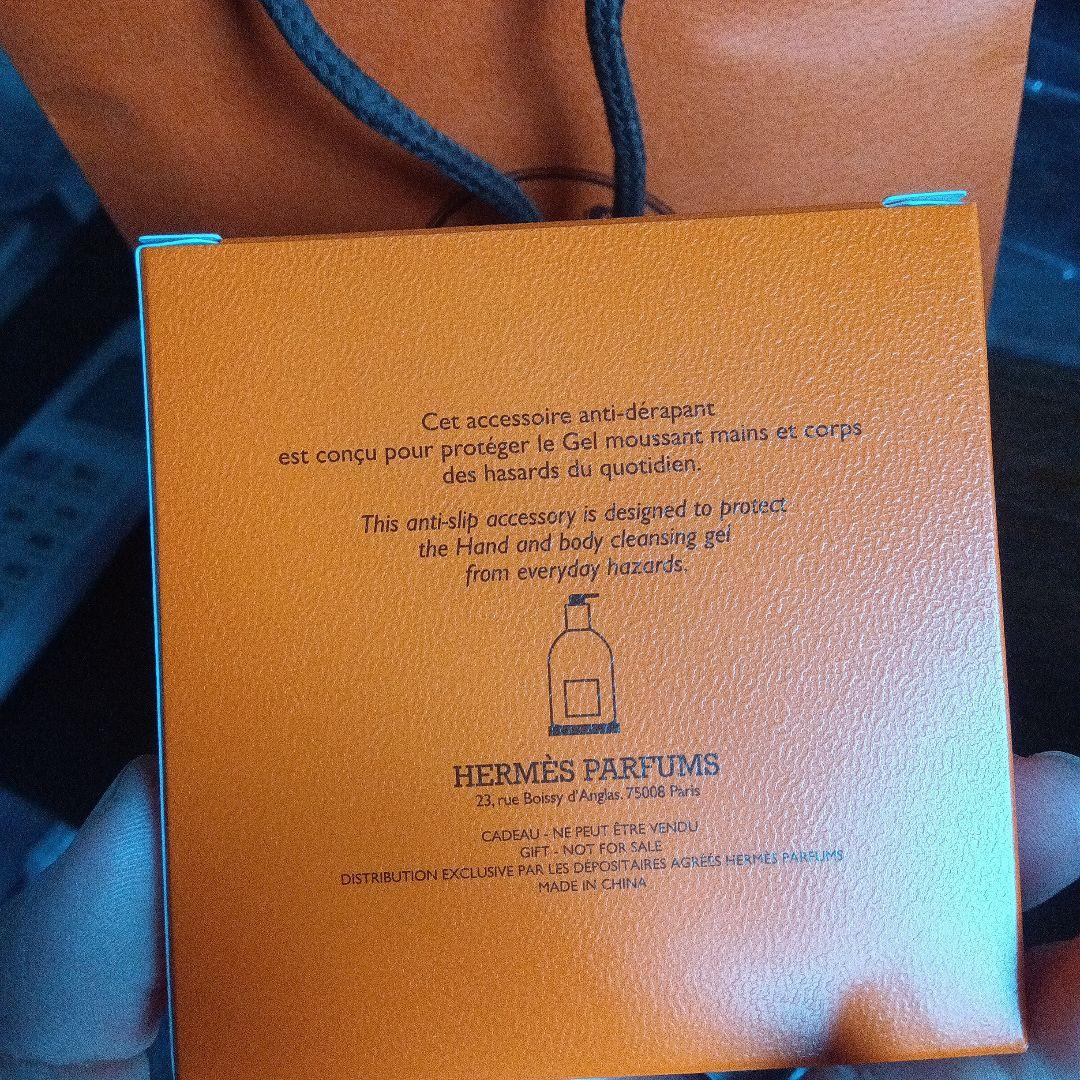 Cet accessoire anti-dérapant
est conçu pour protéger le Gel moussant mains et corps
des hasards du quotidien.
This anti-slip accessory is designed to protect
the Hand and body cleansing gel
from everyday hazards.
HERMÈS PARFUMS
23, rue Boissy d'Anglas. 75008 Paris
CADEAU - NE PEUT ÊTRE VENDU
GIFT - NOT FOR SALE
DISTRIBUTION EXCLUSIVE PAR LES DÉPOSITAIRES AGRÉÉS HERMÈS PARFUMS
MADE IN CHINA